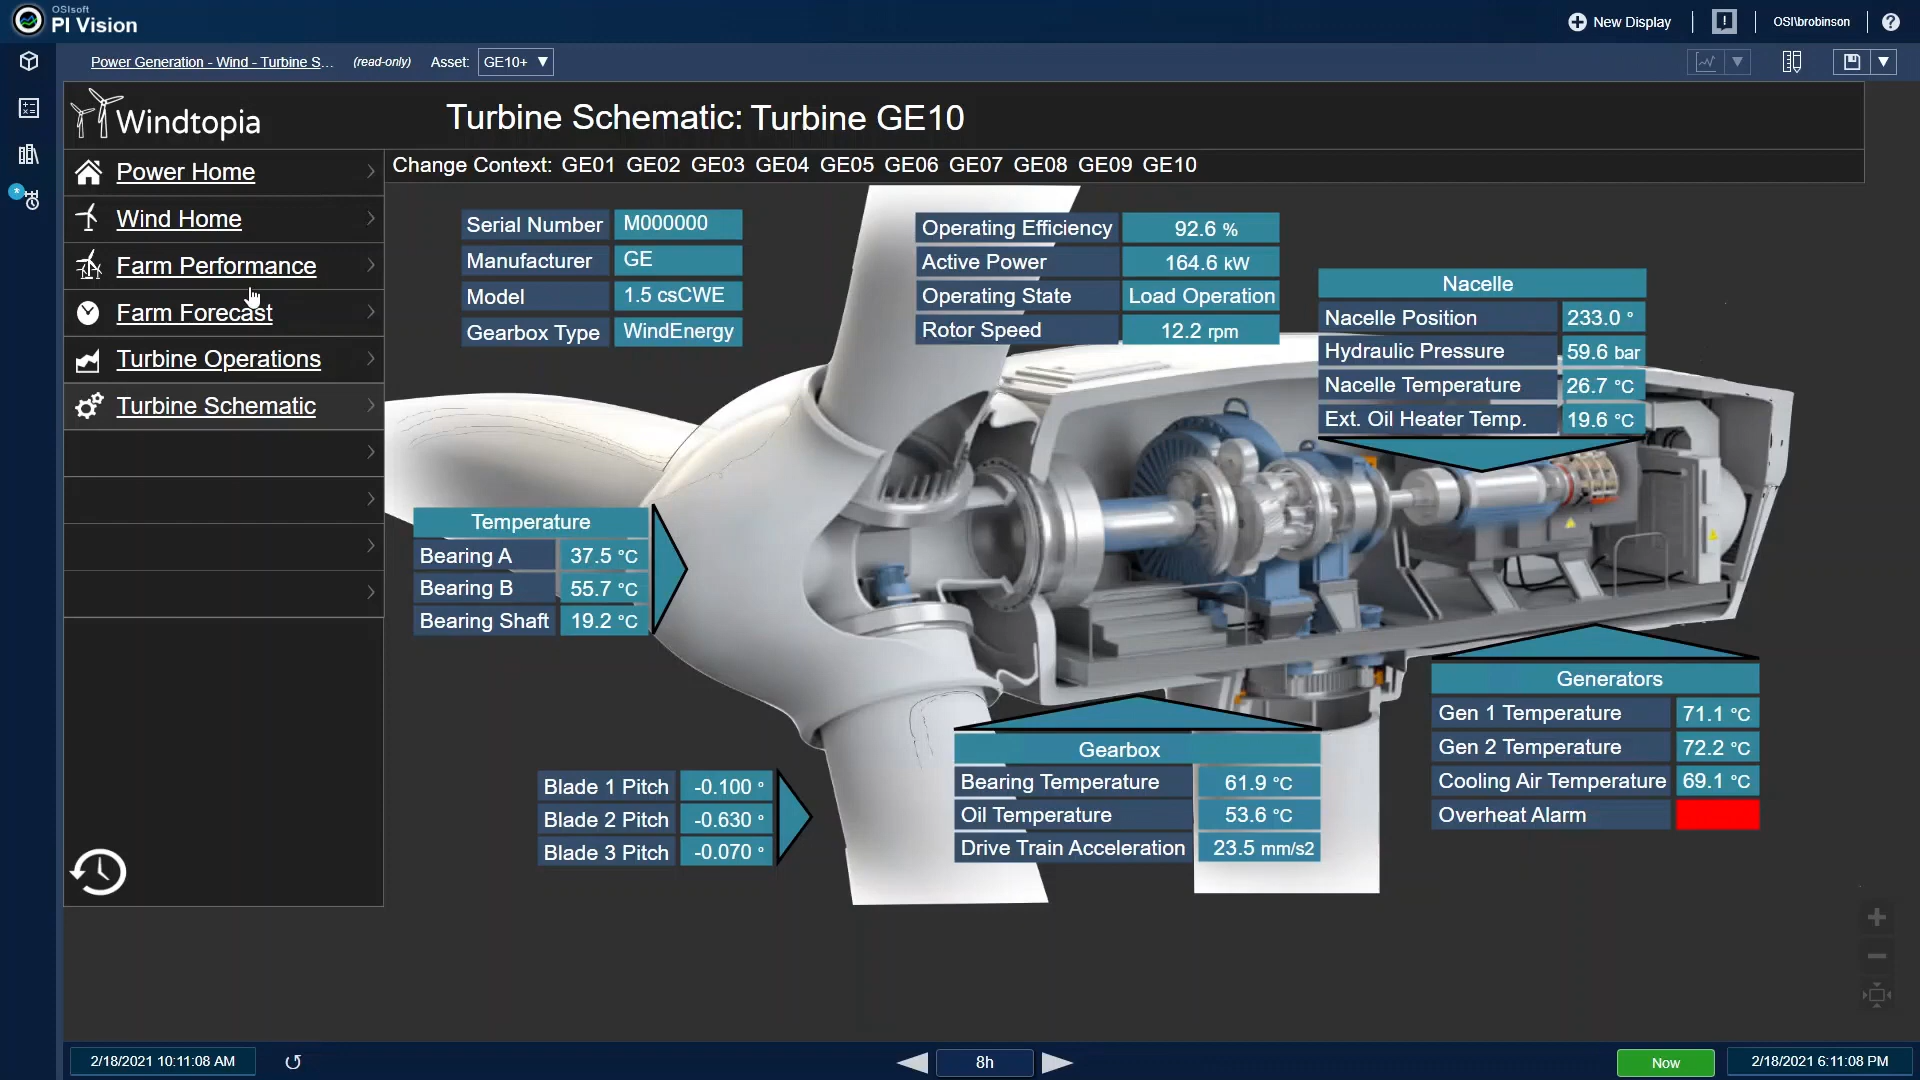 OSIsoft
PI Vision
New Display
OSI\brobinson
Power Generation - Wind - Turbine S...
(read-only)
Asset:
GE10+
Windtopia
Turbine Schematic: Turbine GE10
Change Context: GE01 GE02 GE03 GE04 GE05 GE06 GE07 GE08 GE09 GE10
Power Home
Wind Home
Farm Performance
Farm Forecast
Turbine Operations
Turbine Schematic
Serial Number M000000
Manufacturer GE
Model 1.5 csCWE
Gearbox Type WindEnergy
Operating Efficiency 92.6 %
Active Power 164.6 kW
Operating State Load Operation
Rotor Speed 12.2 rpm
Nacelle
Nacelle Position 233.0 °
Hydraulic Pressure 59.6 bar
Nacelle Temperature 26.7 °C
Ext. Oil Heater Temp. 19.6 °C
Temperature
Bearing A 37.5 °C
Bearing B 55.7 °C
Bearing Shaft 19.2 °C
Generators
Gen 1 Temperature 71.1 °C
Gen 2 Temperature 72.2 °C
Cooling Air Temperature 69.1 °C
Overheat Alarm
Gearbox
Bearing Temperature 61.9 °C
Oil Temperature 53.6 °C
Drive Train Acceleration 23.5 mm/s2
Blade 1 Pitch -0.100 °
Blade 2 Pitch -0.630 °
Blade 3 Pitch -0.070 °
2/18/2021 10:11:08 AM
8h
Now
2/18/2021 6:11:08 PM